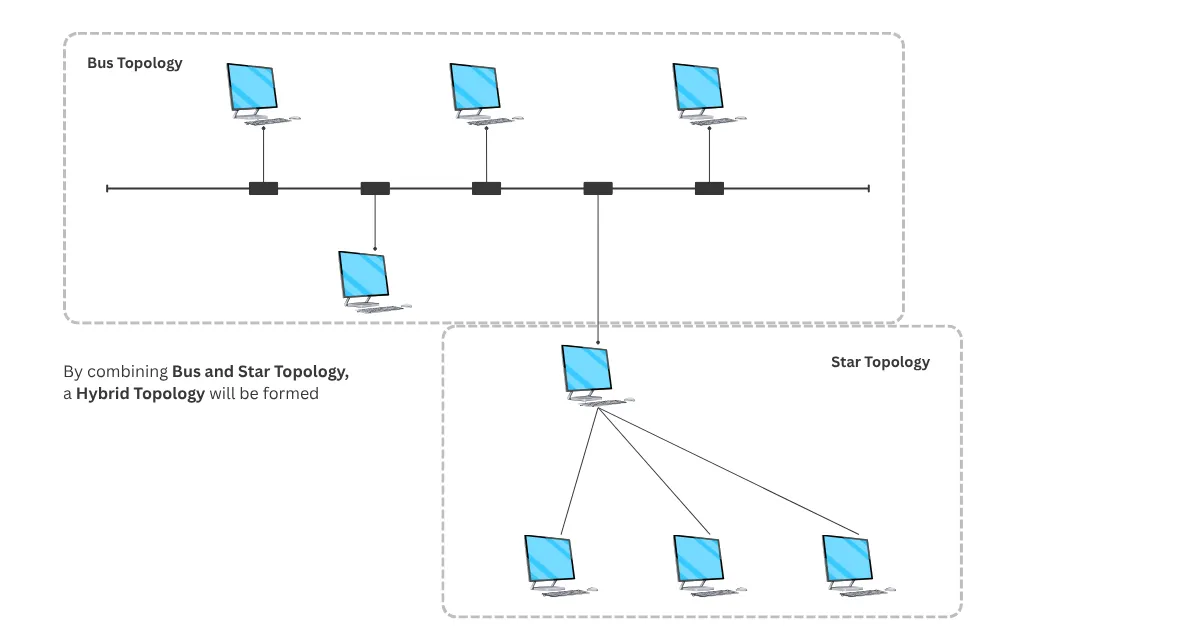 Bus Topology
By combining Bus and Star Topology,
a Hybrid Topology will be formed
Star Topology